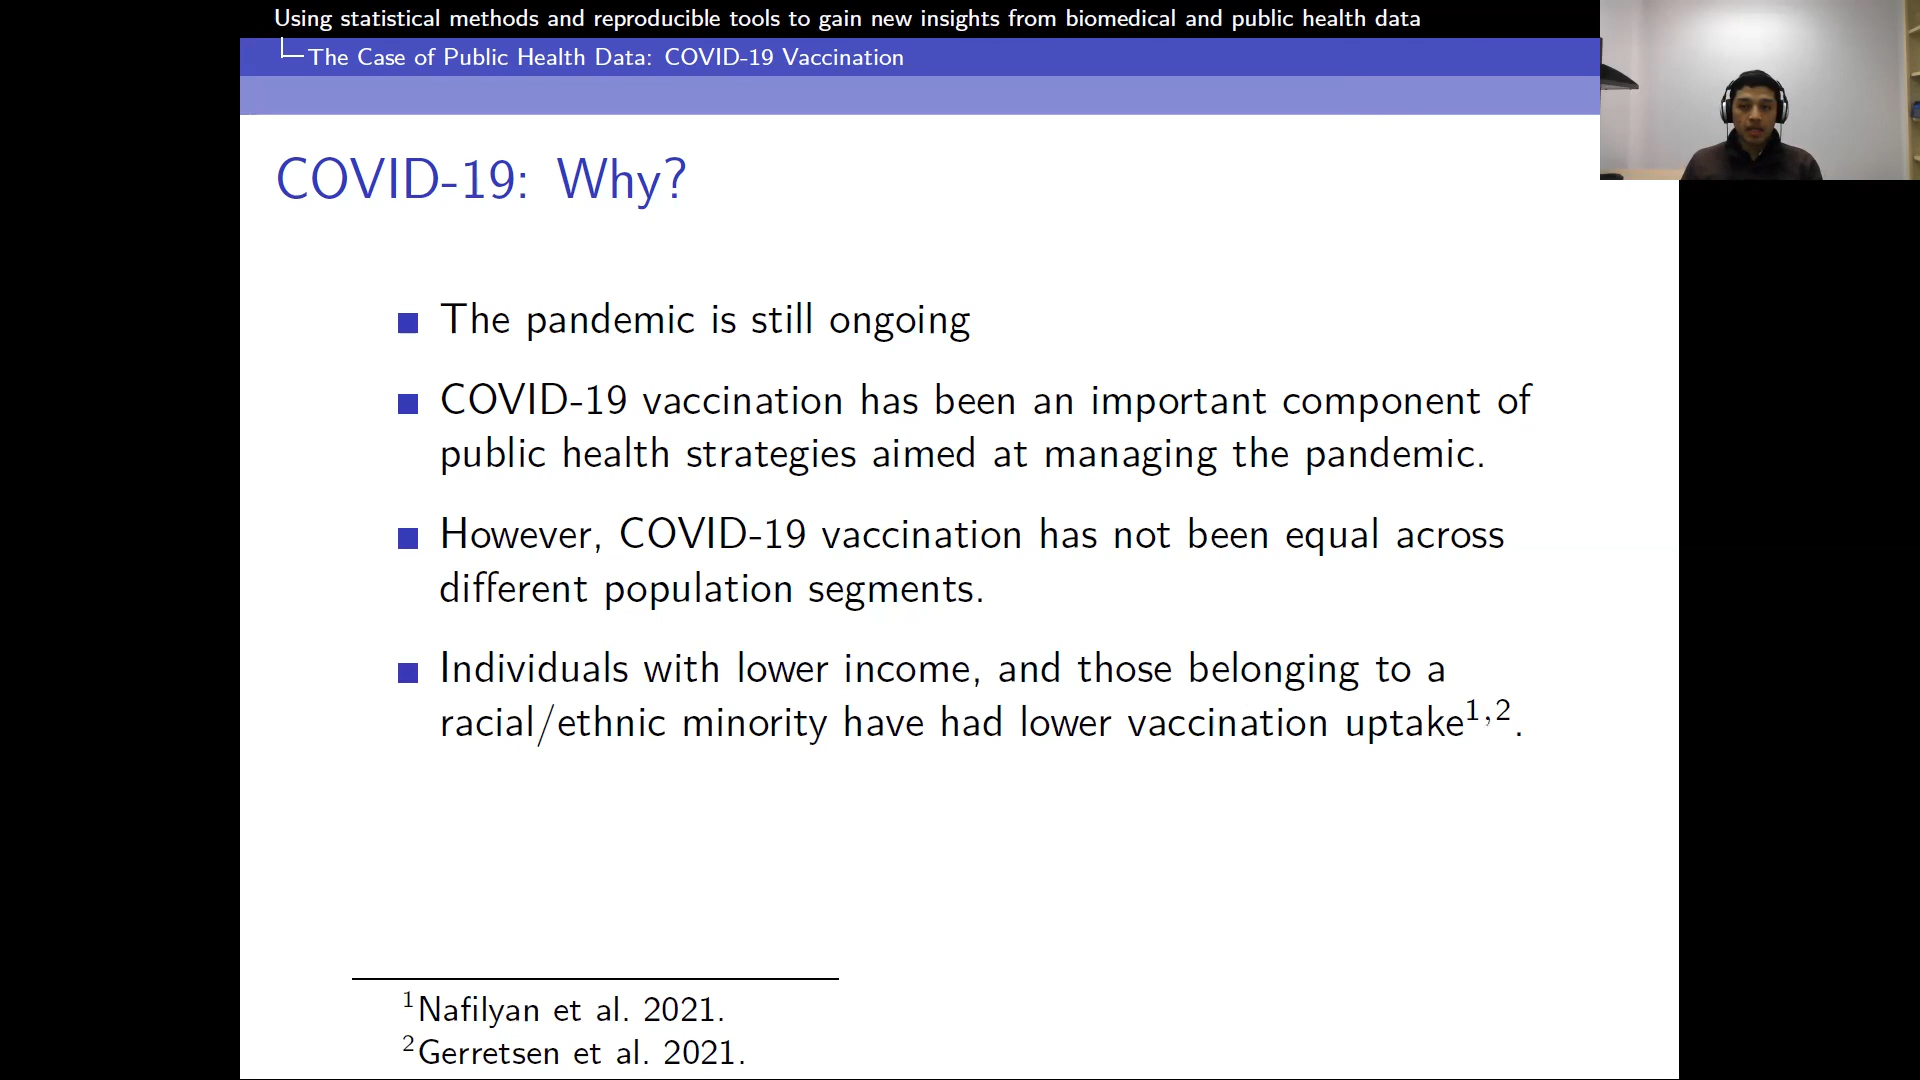 Using statistical methods and reproducible tools to gain new insights from biomedical and public health data
The Case of Public Health Data: COVID-19 Vaccination
COVID-19: Why?
The pandemic is still ongoing
COVID-19 vaccination has been an important component of
public health strategies aimed at managing the pandemic.
However, COVID-19 vaccination has not been equal across
different population segments.
Individuals with lower income, and those belonging to a
racial/ethnic minority have had lower vaccination uptake1,2.
1Nafilyan et al. 2021.
2Gerretsen et al. 2021.